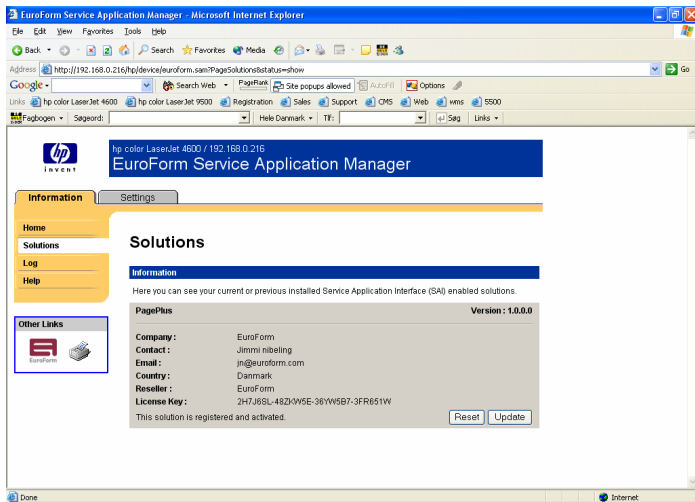 EuroForm Service Application Manager - Microsoft Internet Explorer
File Edit View Favorites Tools Help
Back Search Favorites Media
Address http://192.168.0.216/hp/device/euroform.sam?PageSolutions&status=show Go
Google Search Web PageRank Site popups allowed AutoFill Options
Links hp color LaserJet 4600 hp color LaserJet 9500 Registration Sales Support CMS Web wms 5500
Fagbogen Søgeord: Hele Danmark Tlf: Søg Links
hp
invent
hp color LaserJet 4600 / 192.168.0.216
EuroForm Service Application Manager
Information Settings
Home
Solutions
Log
Help
Other Links
EuroForm
Solutions
Information
Here you can see your current or previous installed Service Application Interface (SAI) enabled solutions.
PagePlus Version : 1.0.0.0
Company : EuroForm
Contact : Jimmi nibeling
Email : jn@euroform.com
Country : Danmark
Reseller : EuroForm
License Key : 2H7J6SL-48ZKW5E-36YW5B7-3FR651W
This solution is registered and activated. Reset Update
Done Internet